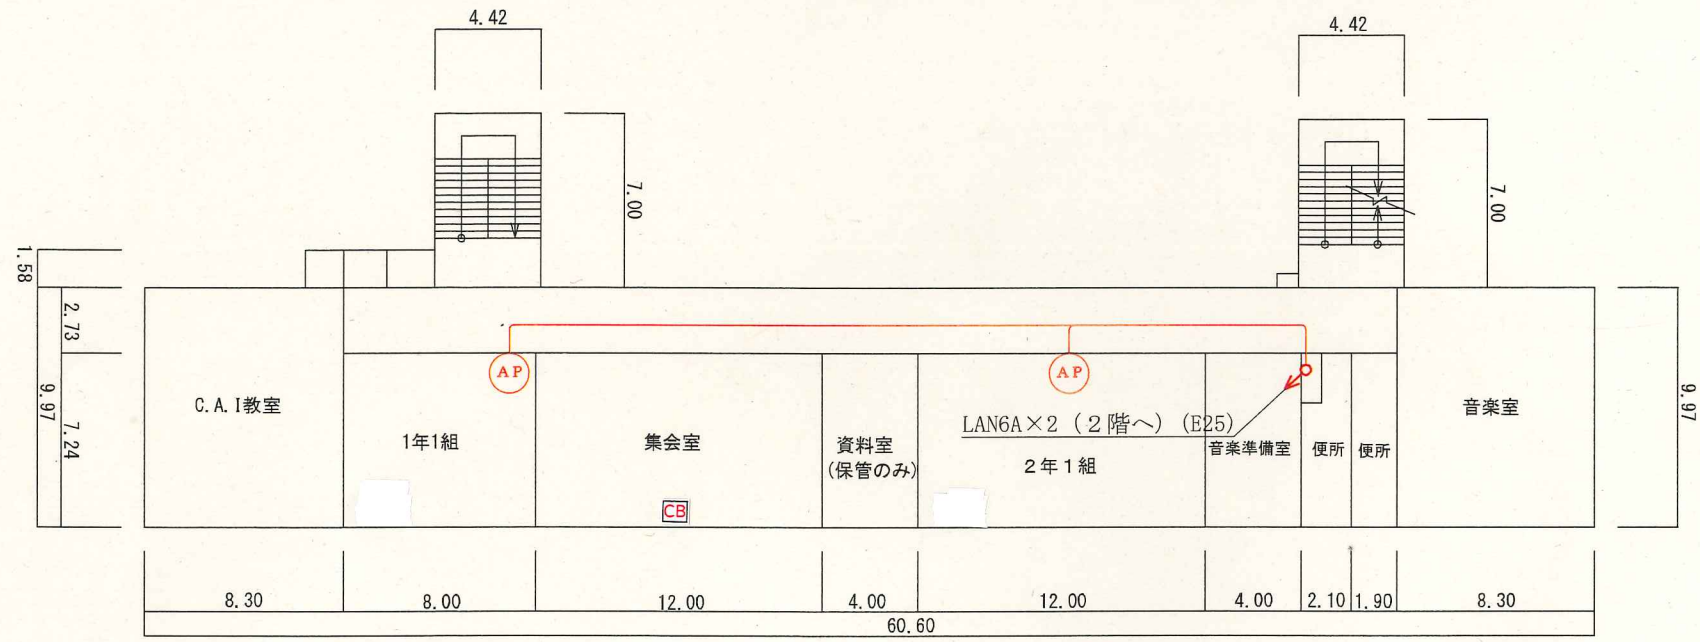 4.42
4.42
7.00
7.00
1.58
2.73
9.97
7.24
9.97
AP
AP
C.A.I教室
1年1組
集会室
資料室
(保管のみ)
LAN6A×2（2階へ）(E25)
2年1組
音楽準備室
便所
便所
音楽室
CB
8.30
8.00
12.00
4.00
12.00
4.00
2.10
1.90
8.30
60.60